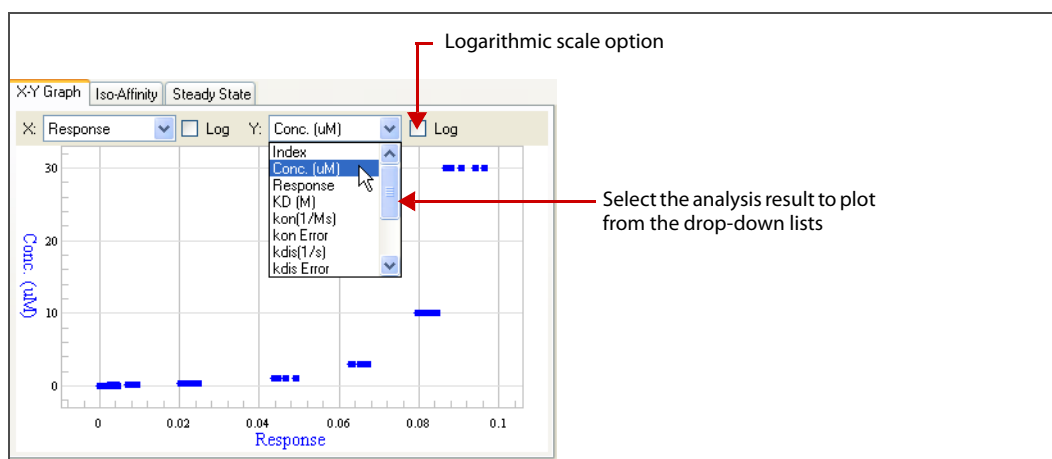 Logarithmic scale option
X-Y Graph Iso-Affinity Steady State
X: Response Log Y: Conc. (uM) Log
Index
Conc. (uM)
Response
KD (M)
kon(1/Ms)
kon Error
kdis(1/s)
kdis Error
Select the analysis result to plot
from the drop-down lists
30
20
10
0
Conc. (uM)
0 0.02 0.04 0.06 0.08 0.1
Response